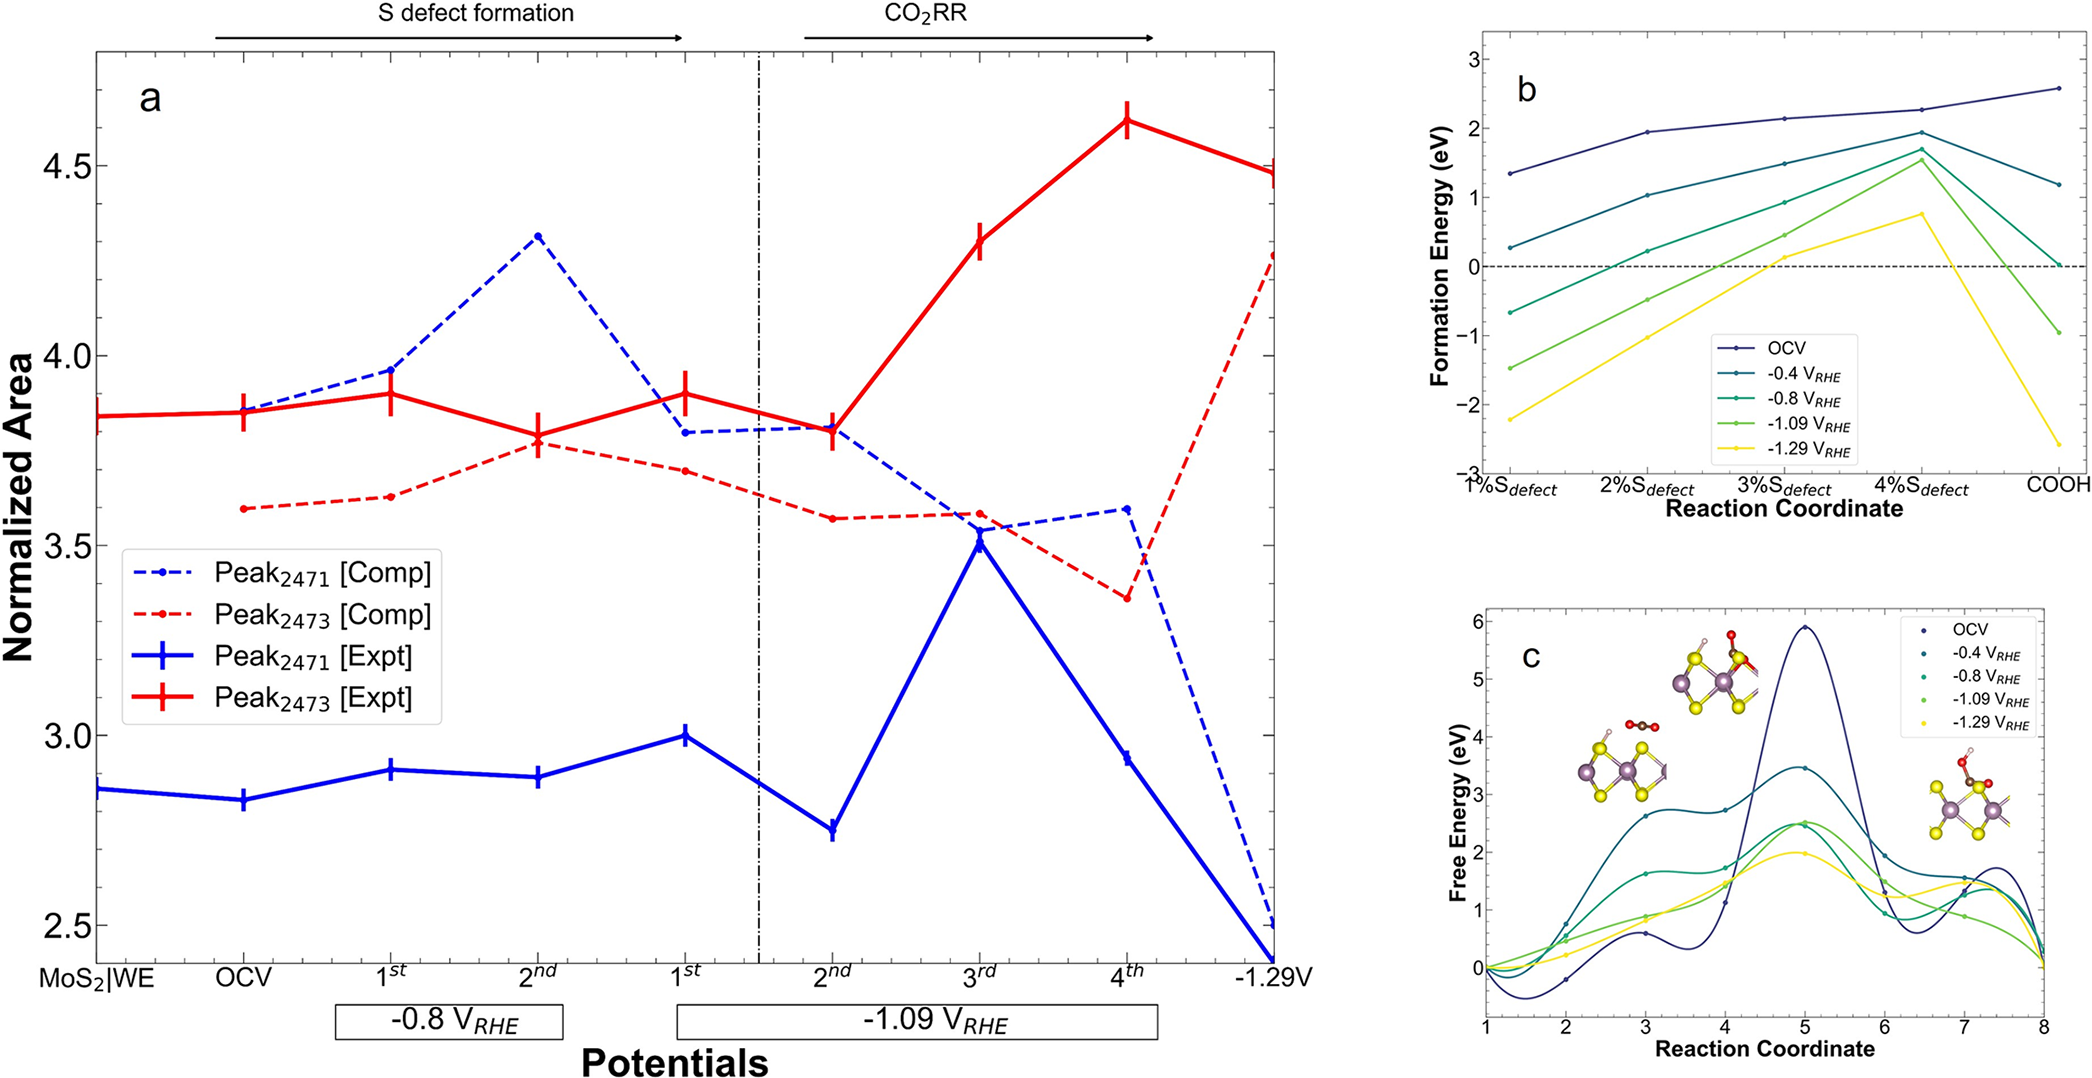 S defect formation
CO₂RR
a
Normalized Area
4.5
4.0
3.5
3.0
2.5
Peak₂₄₇₁ [Comp]
Peak₂₄₇₃ [Comp]
Peak₂₄₇₁ [Expt]
Peak₂₄₇₃ [Expt]
MoS₂|WE OCV 1st 2nd 1st 2nd 3rd 4th -1.29V
-0.8 VRHE
-1.09 VRHE
Potentials
b
Formation Energy (eV)
3
2
1
0
−1
−2
−3
OCV
-0.4 VRHE
-0.8 VRHE
-1.09 VRHE
-1.29 VRHE
1%Sdefect 2%Sdefect 3%Sdefect 4%Sdefect COOH
Reaction Coordinate
c
Free Energy (eV)
6
5
4
3
2
1
0
OCV
-0.4 VRHE
-0.8 VRHE
-1.09 VRHE
-1.29 VRHE
1 2 3 4 5 6 7 8
Reaction Coordinate